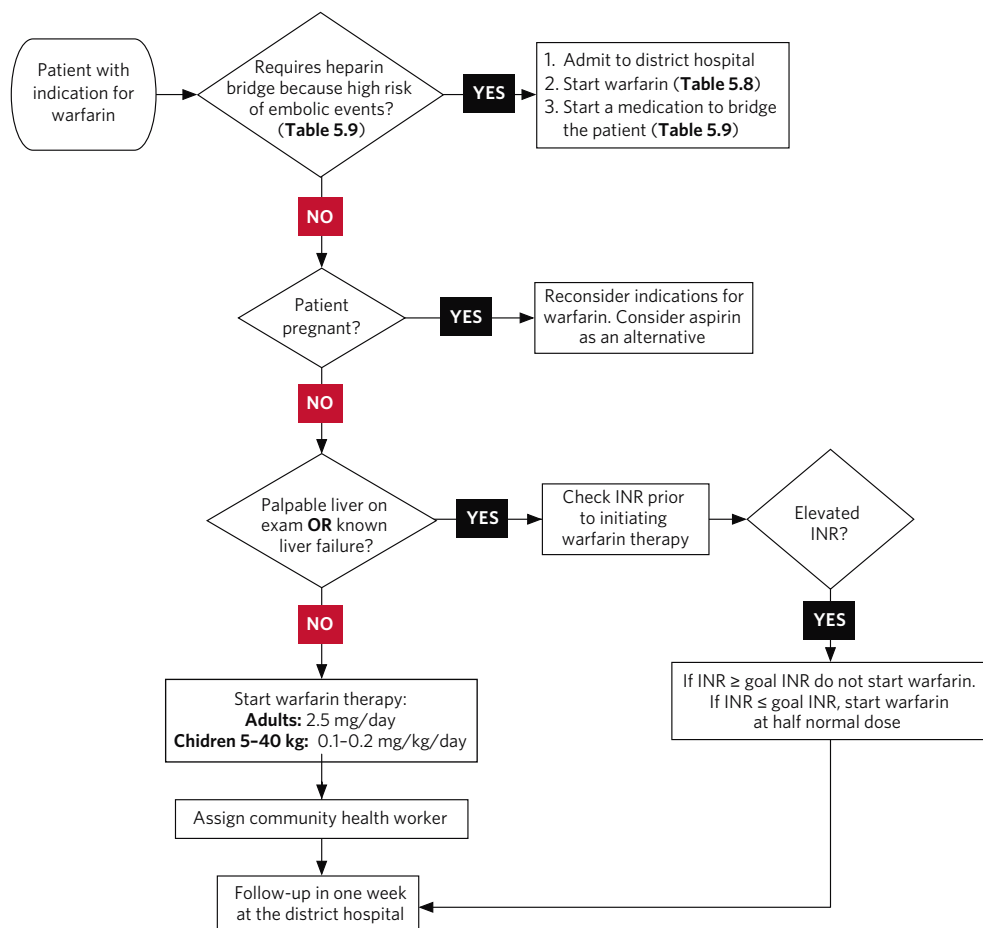 Patient with
indication for
warfarin
Requires heparin
bridge because high risk
of embolic events?
(Table 5.9)
YES
1. Admit to district hospital
2. Start warfarin (Table 5.8)
3. Start a medication to bridge
the patient (Table 5.9)
NO
Patient
pregnant?
YES
Reconsider indications for
warfarin. Consider aspirin
as an alternative
NO
Palpable liver on
exam OR known
liver failure?
YES
Check INR prior
to initiating
warfarin therapy
Elevated
INR?
NO
YES
Start warfarin therapy:
Adults: 2.5 mg/day
Chidren 5–40 kg: 0.1–0.2 mg/kg/day
If INR ≥ goal INR do not start warfarin.
If INR ≤ goal INR, start warfarin
at half normal dose
Assign community health worker
Follow-up in one week
at the district hospital